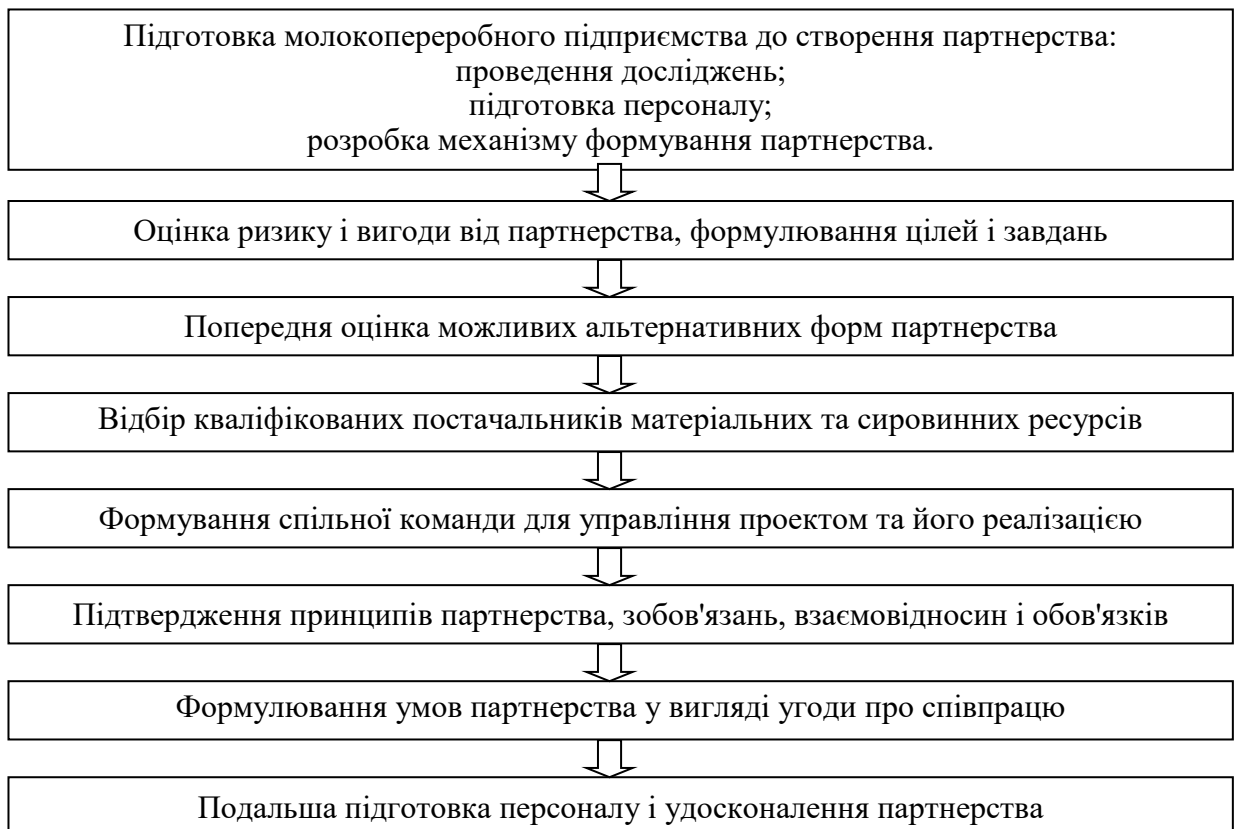 Підготовка молокопереробного підприємства до створення партнерства:
проведення досліджень;
підготовка персоналу;
розробка механізму формування партнерства.
Оцінка ризику і вигоди від партнерства, формулювання цілей і завдань
Попередня оцінка можливих альтернативних форм партнерства
Відбір кваліфікованих постачальників матеріальних та сировинних ресурсів
Формування спільної команди для управління проектом та його реалізацією
Підтвердження принципів партнерства, зобов'язань, взаємовідносин і обов'язків
Формулювання умов партнерства у вигляді угоди про співпрацю
Подальша підготовка персоналу і удосконалення партнерства